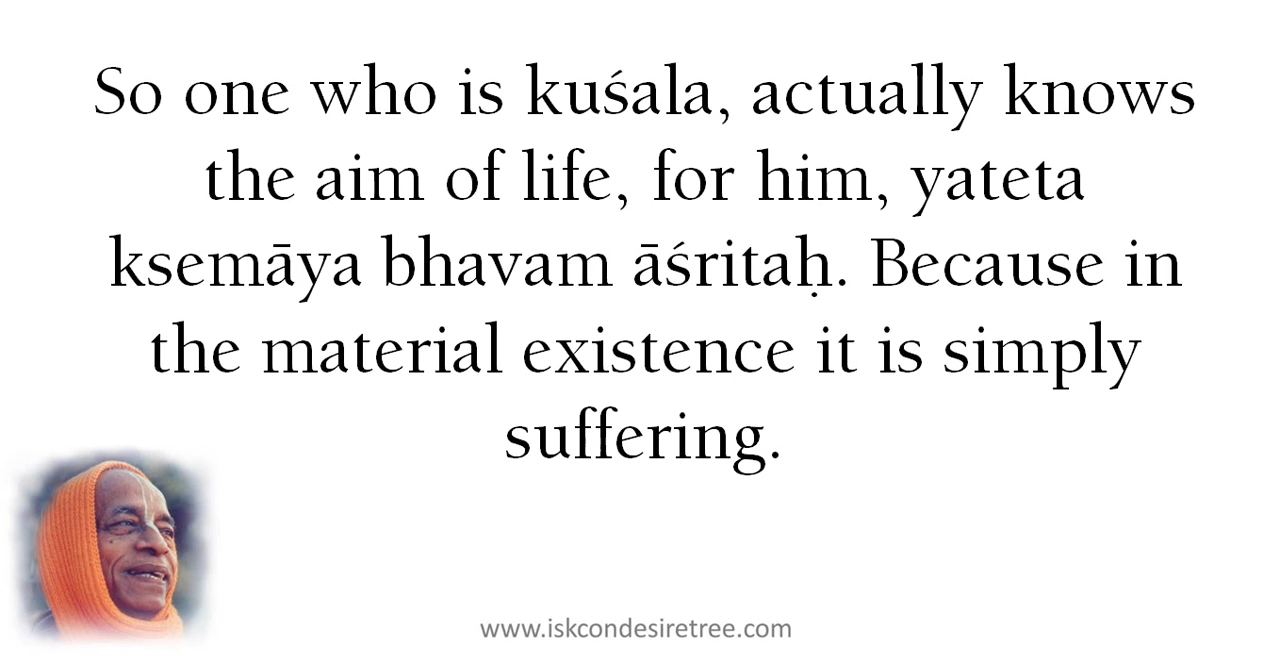 So one who is kuśala, actually knows
the aim of life, for him, yateta
ksemāya bhavam āśritaḥ. Because in
the material existence it is simply
suffering.
www.iskcondesiretree.com